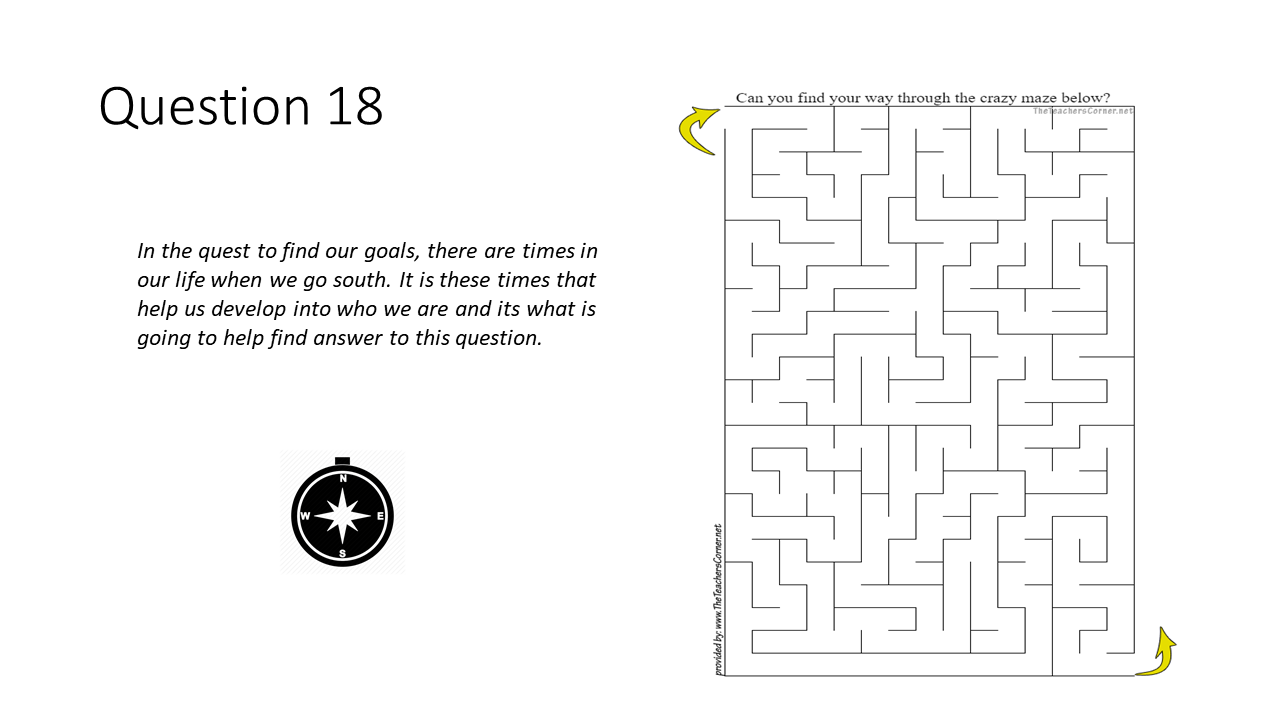 Question 18
In the quest to find our goals, there are times in
our life when we go south. It is these times that
help us develop into who we are and its what is
going to help find answer to this question.
N
W E
S
Can you find your way through the crazy maze below?
TheTeachersCorner.net
provided by: www.TheTeachersCorner.net